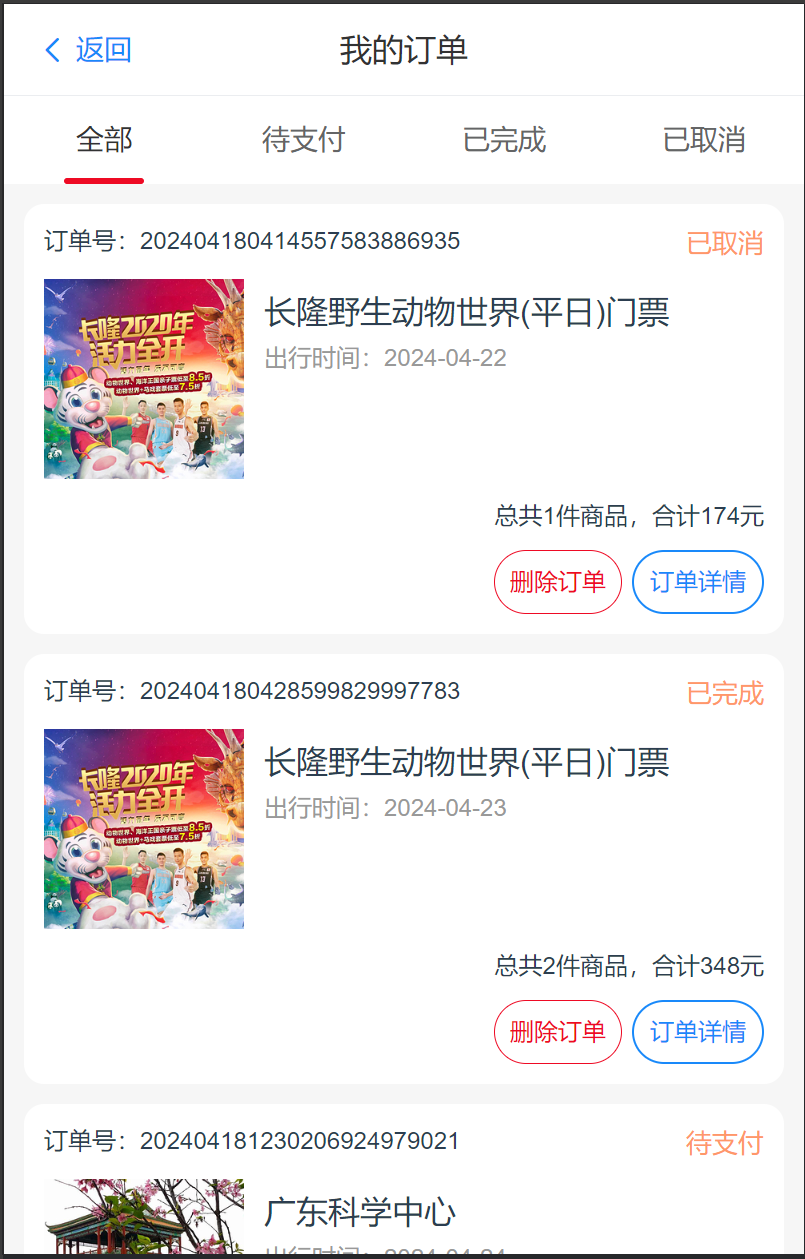 返回
我的订单
全部
待支付
已完成
已取消
订单号：202404180414557583886935
已取消
长隆2020年
活力全开
动物世界、海洋王国亲子票低至8.5折
动物世界+马戏套票低至7.5折
长隆野生动物世界(平日)门票
出行时间：2024-04-22
总共1件商品，合计174元
删除订单
订单详情
订单号：202404180428599829997783
已完成
长隆2020年
活力全开
动物世界、海洋王国亲子票低至8.5折
动物世界+马戏套票低至7.5折
长隆野生动物世界(平日)门票
出行时间：2024-04-23
总共2件商品，合计348元
删除订单
订单详情
订单号：202404181230206924979021
待支付
广东科学中心
出行时间：2024-04-24